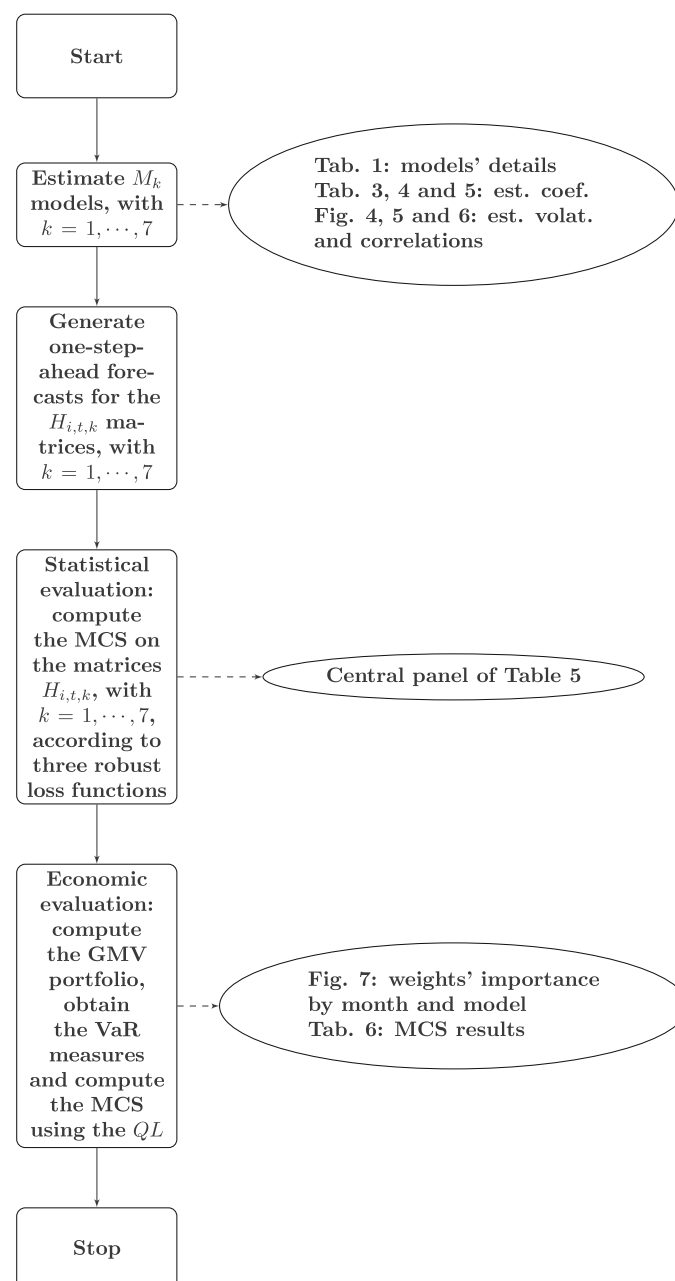 Start
Estimate $M_k$
models, with
$k = 1, \cdots, 7$
Tab. 1: models' details
Tab. 3, 4 and 5: est. coef.
Fig. 4, 5 and 6: est. volat.
and correlations
Generate
one-step-
ahead fore-
casts for the
$H_{i,t,k}$ ma-
trices, with
$k = 1, \cdots, 7$
Statistical
evaluation:
compute
the MCS on
the matrices
$H_{i,t,k}$, with
$k = 1, \cdots, 7$,
according to
three robust
loss functions
Central panel of Table 5
Economic
evaluation:
compute
the GMV
portfolio,
obtain
the VaR
measures
and compute
the MCS
using the $QL$
Fig. 7: weights' importance
by month and model
Tab. 6: MCS results
Stop